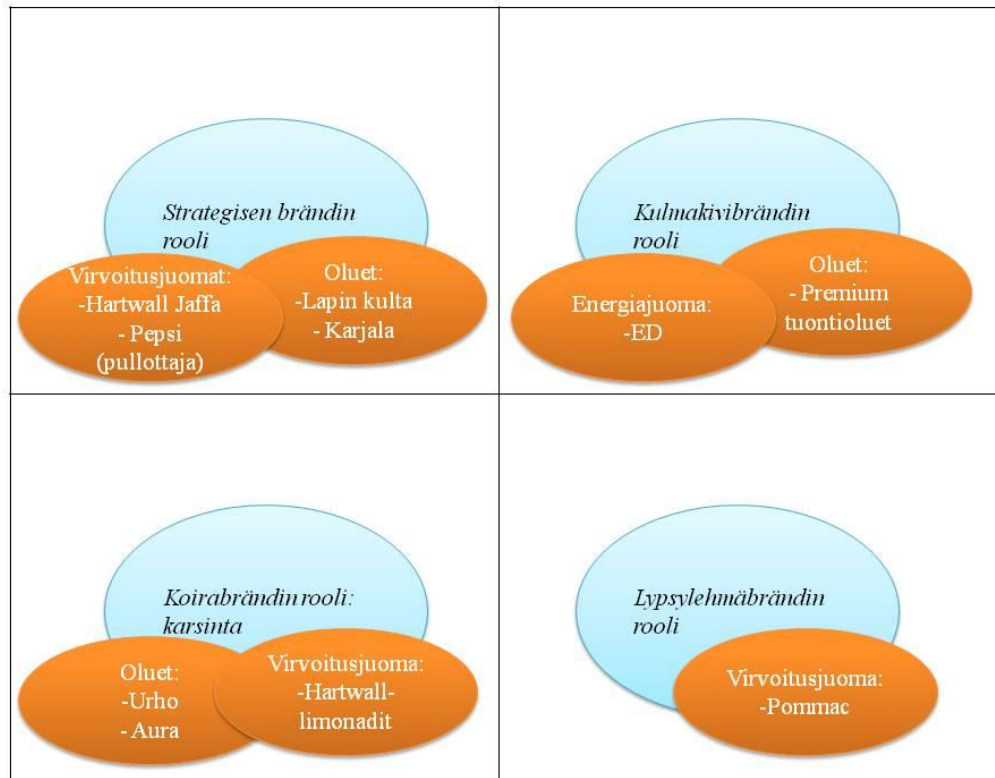 Strategisen brändin
rooli
Virvoitusjuomat:
-Hartwall Jaffa
- Pepsi
(pullottaja)
Oluet:
-Lapin kulta
- Karjala
Kulmakivibrändin
rooli
Energiajuoma:
-ED
Oluet:
- Premium
tuontioluet
Koirabrändin rooli:
karsinta
Oluet:
-Urho
- Aura
Virvoitusjuoma:
-Hartwall-
limonadit
Lypsylehmäbrändin
rooli
Virvoitusjuoma:
-Pommac